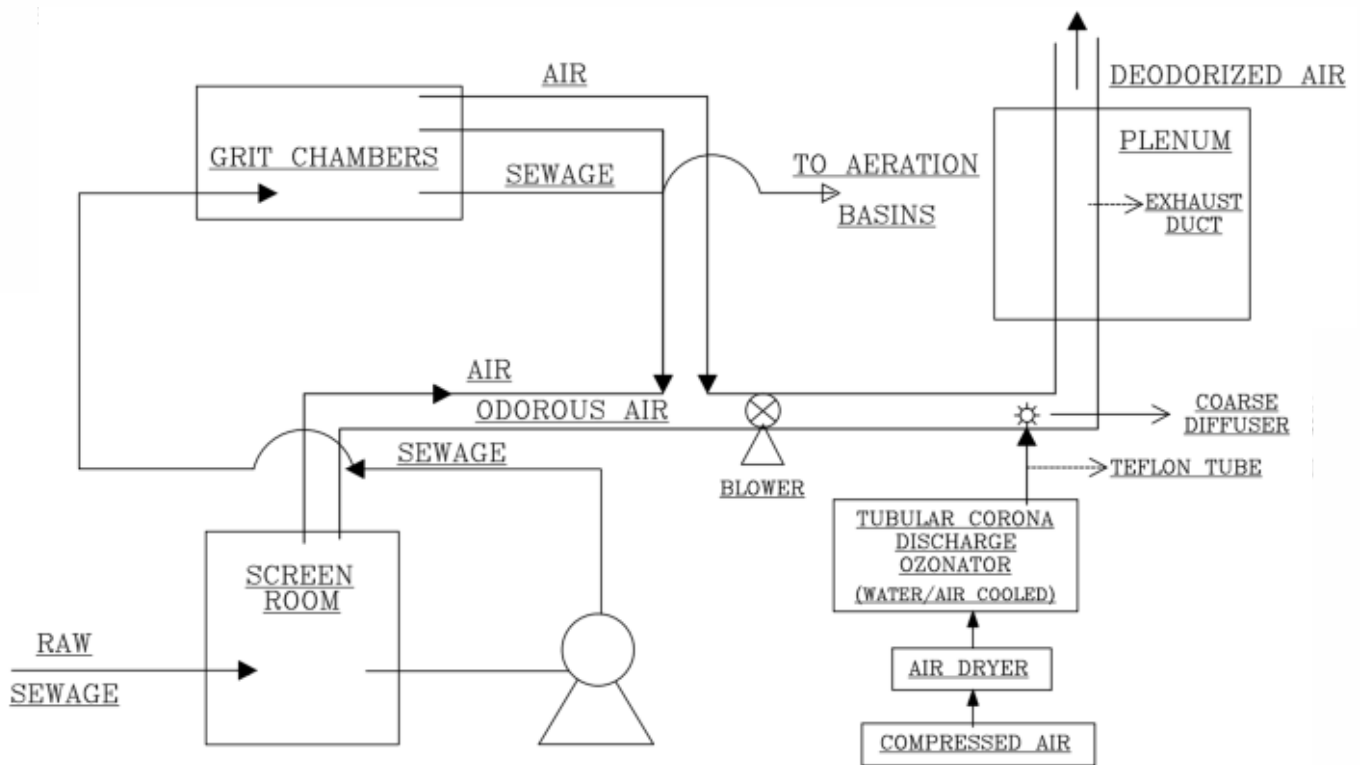 AIR
DEODORIZED AIR
GRIT CHAMBERS
PLENUM
SEWAGE
TO AERATION
BASINS
EXHAUST
DUCT
AIR
ODOROUS AIR
COARSE
DIFFUSER
SEWAGE
TEFLON TUBE
BLOWER
TUBULAR CORONA
DISCHARGE
OZONATOR
(WATER/AIR COOLED)
SCREEN
ROOM
RAW
SEWAGE
AIR DRYER
COMPRESSED AIR